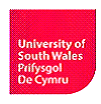 University of
South Wales
Prifysgol
De Cymru